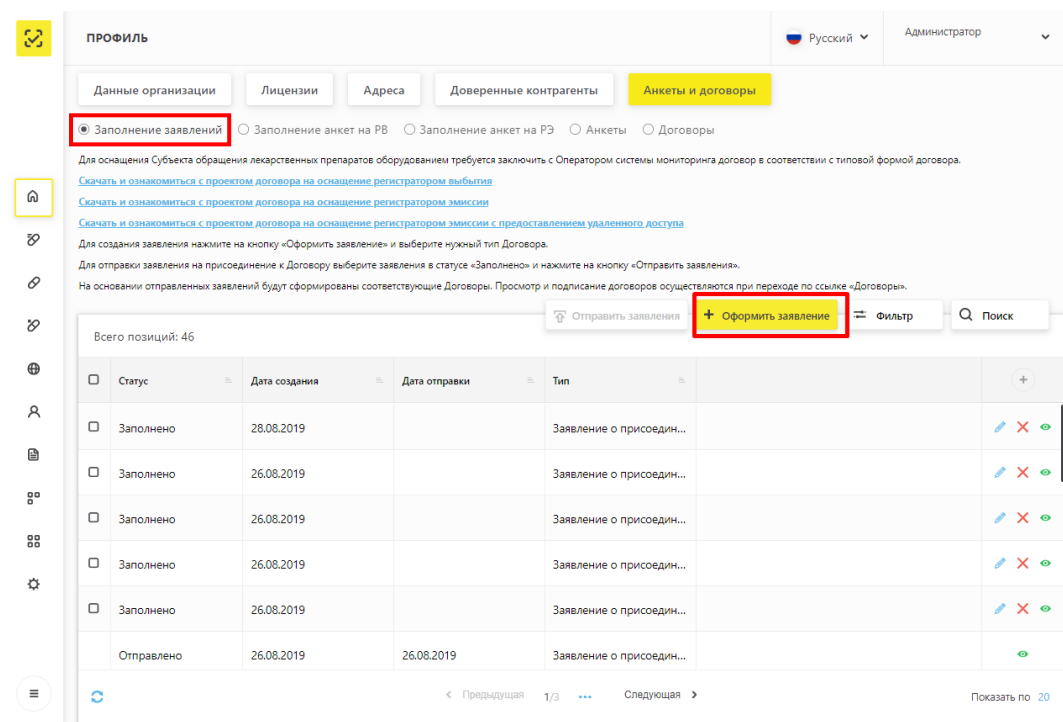 ПРОФИЛЬ
Русский
Администратор
Данные организации
Лицензии
Адреса
Доверенные контрагенты
Анкеты и договоры
Заполнение заявлений
Заполнение анкет на РВ
Заполнение анкет на РЭ
Анкеты
Договоры
Для оснащения Субъекта обращения лекарственных препаратов оборудованием требуется заключить с Оператором системы мониторинга договор в соответствии с типовой формой договора.
Скачать и ознакомиться с проектом договора на оснащение регистратором выбытия
Скачать и ознакомиться с проектом договора на оснащение регистратором эмиссии
Скачать и ознакомиться с проектом договора на оснащение регистратором эмиссии с предоставлением удаленного доступа
Для создания заявления нажмите на кнопку «Оформить заявление» и выберите нужный тип Договора.
Для отправки заявления на присоединение к Договору выберите заявления в статусе «Заполнено» и нажмите на кнопку «Отправить заявления».
На основании отправленных заявлений будут сформированы соответствующие Договоры. Просмотр и подписание договоров осуществляются при переходе по ссылке «Договоры».
Отправить заявления
+ Оформить заявление
Фильтр
Поиск
Всего позиций: 46
Статус Дата создания Дата отправки Тип
Заполнено 28.08.2019 Заявление о присоедин...
Заполнено 26.08.2019 Заявление о присоедин...
Заполнено 26.08.2019 Заявление о присоедин...
Заполнено 26.08.2019 Заявление о присоедин...
Заполнено 26.08.2019 Заявление о присоедин...
Отправлено 26.08.2019 26.08.2019 Заявление о присоедин...
Предыдущая 1/3 ... Следующая
Показать по 20